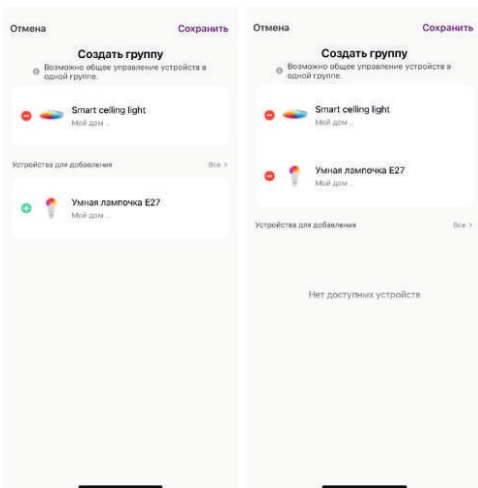 Отмена
Сохранить
Создать группу
Возможно общее управление устройств в
одной группе.
Smart celling light
Мой дом ..
Устройства для добавления
Все >
Умная лампочка E27
Мой дом ..
Отмена
Сохранить
Создать группу
Возможно общее управление устройств в
одной группе.
Smart celling light
Мой дом ..
Умная лампочка E27
Мой дом ..
Устройства для добавления
Все >
Нет доступных устройств